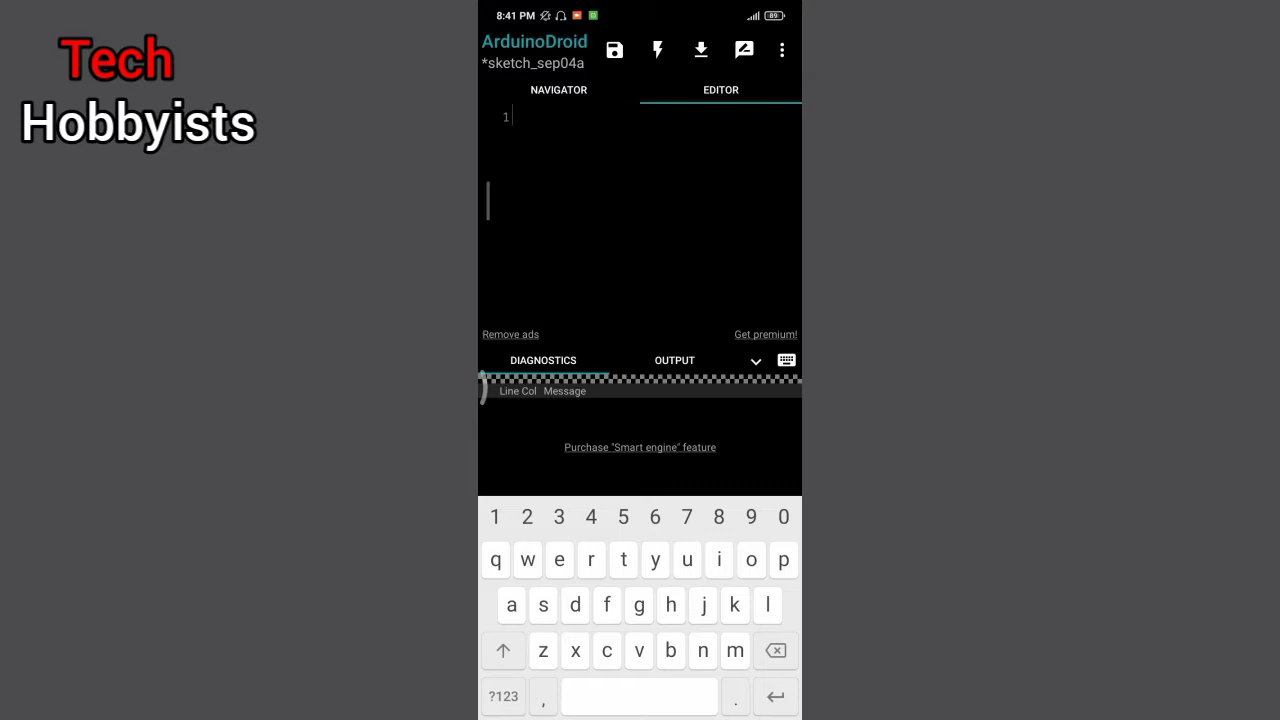 Tech
Hobbyists
8:41 PM 89
ArduinoDroid
*sketch_sep04a
NAVIGATOR EDITOR
1
Remove ads Get premium!
DIAGNOSTICS OUTPUT
Line Col Message
Purchase "Smart engine" feature
1 2 3 4 5 6 7 8 9 0
q w e r t y u i o p
a s d f g h j k l
z x c v b n m
?123 , .